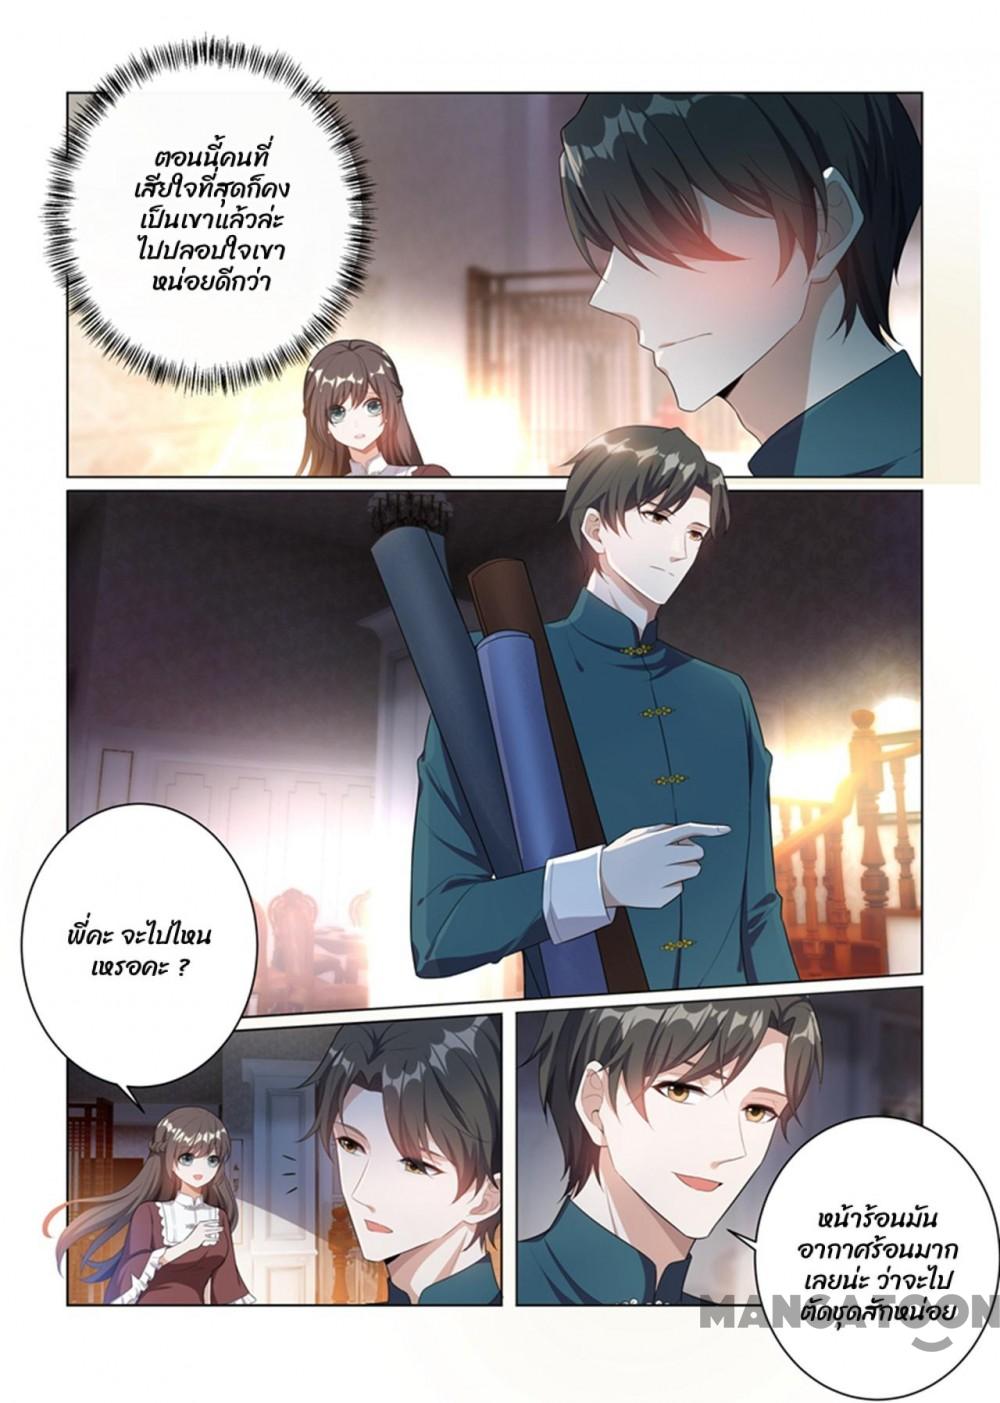 ตอนนี้คนที่
เสียใจที่สุดก็คง
เป็นเขาแล้วล่ะ
ไปปลอบใจเขา
หน่อยดีกว่า
พี่คะ จะไปไหน
เหรอคะ ?
หน้าร้อนมัน
อากาศร้อนมาก
เลยน่ะ ว่าจะไป
ตัดชุดสักหน่อย
MANGATOON